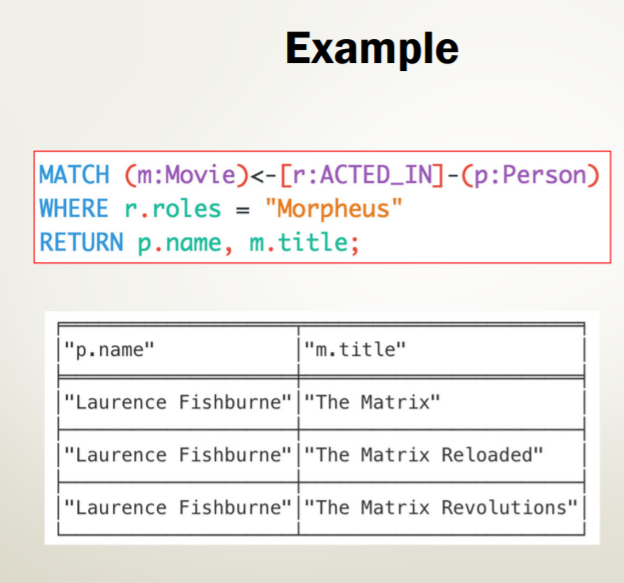 Example
MATCH (m:Movie)<-[r:ACTED_IN]-(p:Person)
WHERE r.roles = "Morpheus"
RETURN p.name, m.title;
"p.name" "m.title"
"Laurence Fishburne" "The Matrix"
"Laurence Fishburne" "The Matrix Reloaded"
"Laurence Fishburne" "The Matrix Revolutions"